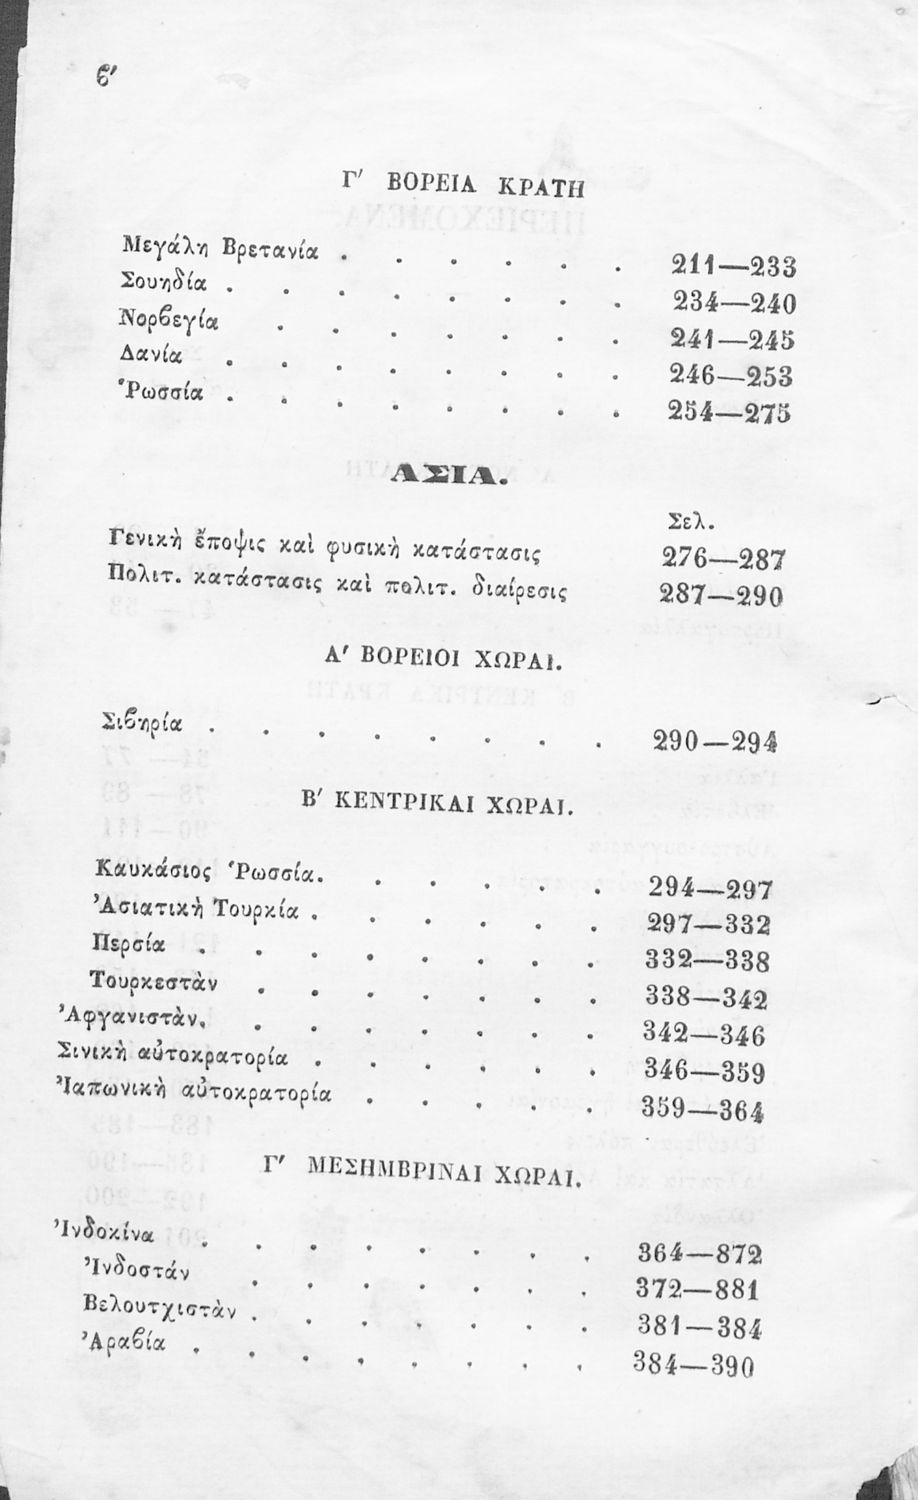 ϐ′
Γ′ ΒΟΡΕΙΑ ΚΡΑΤΗ
Μεγάλη Βρετανία . . . . . . 211—233
Σουηδία . . . . . . . . 234—240
Νορϐεγία . . . . . . . 241—245
Δανία . . . . . . . . 246—253
Ῥωσσία . . . . . . . . 254—275
ΑΣΙΑ.
Σελ.
Γενικὴ ἔποψις καὶ φυσικὴ κατάστασις 276—287
Πολιτ. κατάστασις καὶ πολιτ. διαίρεσις 287—290
Α′ ΒΟΡΕΙΟΙ ΧΩΡΑΙ.
Σιϐηρία . . . . . . . . 290—294
Β′ ΚΕΝΤΡΙΚΑΙ ΧΩΡΑΙ.
Καυκάσιος Ῥωσσία. . . . . . 294—297
Ἀσιατικὴ Τουρκία . . . . . . 297—332
Περσία . . . . . . . . 332—338
Τουρκεστὰν . . . . . . . 338—342
Ἀφγανιστὰν. . . . . . . . 342—346
Σινικὴ αὐτοκρατορία . . . . . . 346—359
Ἰαπωνικὴ αὐτοκρατορία . . . . . 359—364
Γ′ ΜΕΣΗΜΒΡΙΝΑΙ ΧΩΡΑΙ.
Ἰνδοκίνα . . . . . . . . 364—872
Ἰνδοστάν . . . . . . . 372—881
Βελουτχιστὰν . . . . . . . 381—384
Ἀραϐία . . . . . . . . 384—390